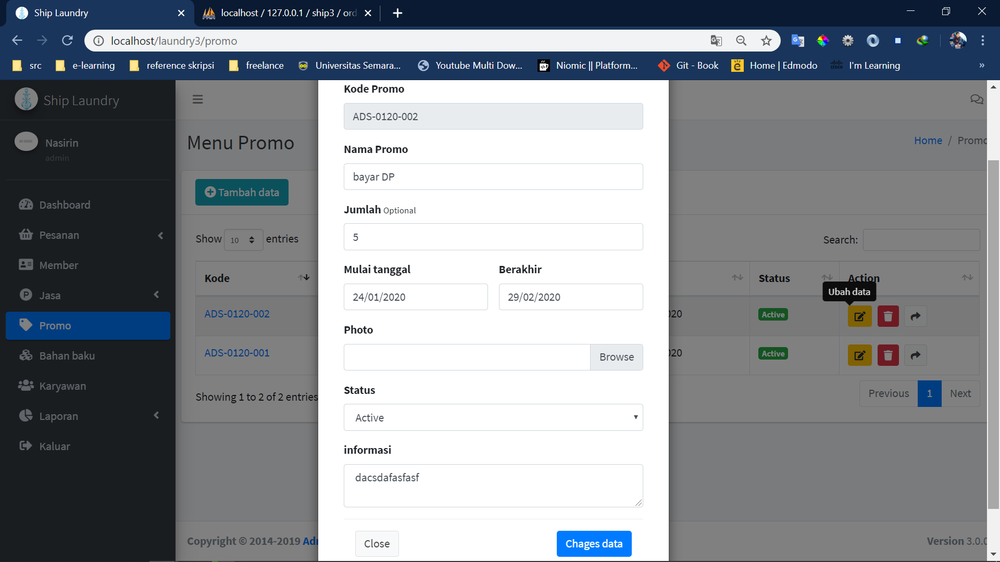 Ship Laundry
localhost / 127.0.0.1 / ship3 / ord
localhost/laundry3/promo
src
e-learning
reference skripsi
freelance
Universitas Semara...
Youtube Multi Dow...
Niomic || Platform...
Git - Book
Home | Edmodo
I'm Learning
»
Ship Laundry
Nasirin
admin
Dashboard
Pesanan
Member
Jasa
Promo
Bahan baku
Karyawan
Laporan
Kaluar
Menu Promo
Home / Promo
Tambah data
Show 10 entries
Search:
Kode
Status
Action
Ubah data
ADS-0120-002
020
Active
ADS-0120-001
020
Active
Showing 1 to 2 of 2 entries
Previous 1 Next
Kode Promo
ADS-0120-002
Nama Promo
bayar DP
Jumlah Optional
5
Mulai tanggal
Berakhir
24/01/2020
29/02/2020
Photo
Browse
Status
Active
informasi
dacsdafasfasf
Close
Chages data
Copyright © 2014-2019 Adm
Version 3.0.0